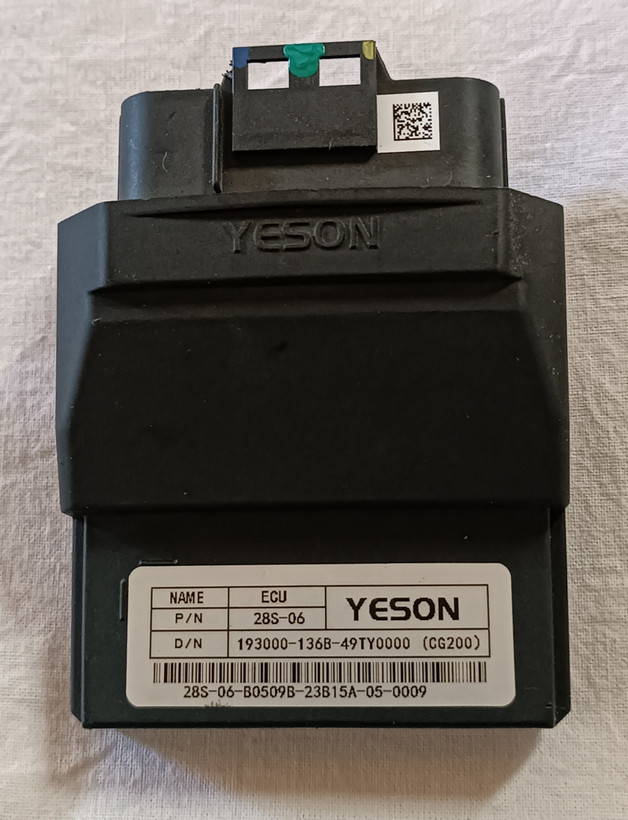 YESON
NAME ECU YESON
P/N 28S-06
D/N 193000-136B-49TY0000 (CG200)
28S-06-B0509B-23B15A-05-0009